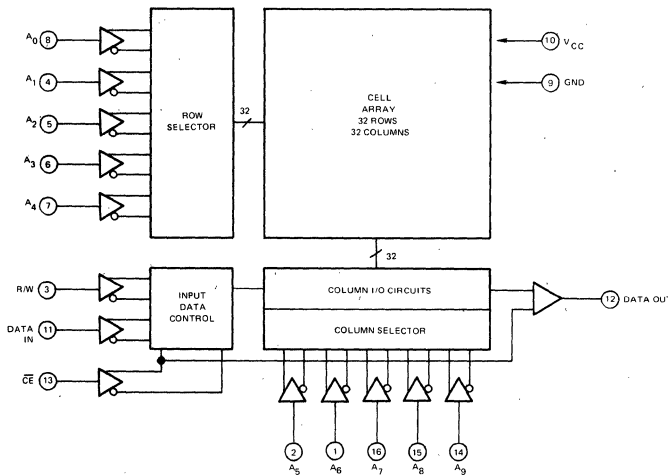 A0 8
A1 4
A2 5
A3 6
A4 7
ROW
SELECTOR
32
CELL
ARRAY
32 ROWS
32 COLUMNS
10 VCC
9 GND
32
R/W 3
DATA
IN 11
CE 13
INPUT
DATA
CONTROL
COLUMN I/O CIRCUITS
COLUMN SELECTOR
12 DATA OUT
2 1 16 15 14
A5 A6 A7 A8 A9